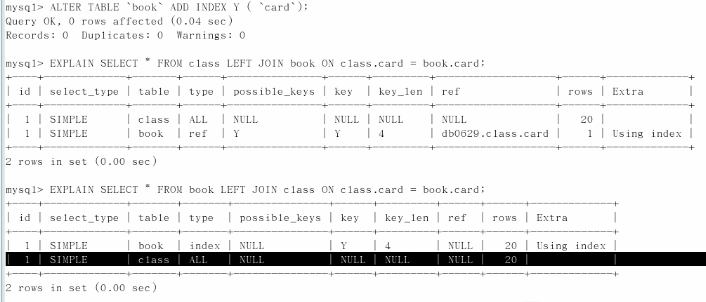 mysql> ALTER TABLE `book` ADD INDEX Y ( `card`);
Query OK, 0 rows affected (0.04 sec)
Records: 0  Duplicates: 0  Warnings: 0

mysql> EXPLAIN SELECT * FROM class LEFT JOIN book ON class.card = book.card;
+----+-------------+-------+------+---------------+------+---------+-------------------+------+-------------+
| id | select_type | table | type | possible_keys | key  | key_len | ref               | rows | Extra       |
+----+-------------+-------+------+---------------+------+---------+-------------------+------+-------------+
| 1 | SIMPLE      | class | ALL  | NULL          | NULL | NULL    | NULL              |   20 |             |
| 1 | SIMPLE      | book  | ref  | Y             | Y    | 4       | db0629.class.card |    1 | Using index |
+----+-------------+-------+------+---------------+------+---------+-------------------+------+-------------+
2 rows in set (0.00 sec)

mysql> EXPLAIN SELECT * FROM book LEFT JOIN class ON class.card = book.card;
+----+-------------+-------+-------+---------------+------+---------+------+------+-------------+
| id | select_type | table | type  | possible_keys | key  | key_len | ref  | rows | Extra       |
+----+-------------+-------+-------+---------------+------+---------+------+------+-------------+
| 1 | SIMPLE      | book  | index | NULL          | Y    | 4       | NULL |   20 | Using index |
| 1 | SIMPLE      | class | ALL   | NULL          | NULL | NULL    | NULL |   20 |             |
+----+-------------+-------+-------+---------------+------+---------+------+------+-------------+
2 rows in set (0.00 sec)